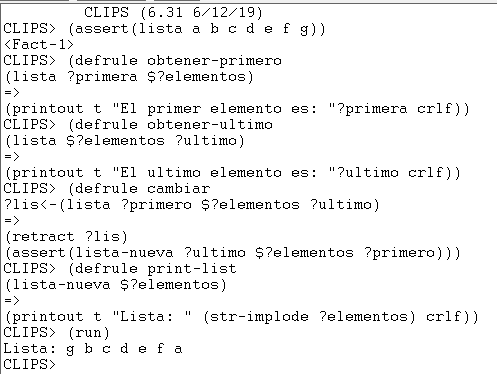 CLIPS (6.31 6/12/19)
CLIPS> (assert(lista a b c d e f g))
<Fact-1>
CLIPS> (defrule obtener-primero
(lista ?primera $?elementos)
=>
(printout t "El primer elemento es: "?primera crlf))
CLIPS> (defrule obtener-ultimo
(lista $?elementos ?ultimo)
=>
(printout t "El ultimo elemento es: "?ultimo crlf))
CLIPS> (defrule cambiar
?lis<-(lista ?primero $?elementos ?ultimo)
=>
(retract ?lis)
(assert(lista-nueva ?ultimo $?elementos ?primero)))
CLIPS> (defrule print-list
(lista-nueva $?elementos)
=>
(printout t "Lista: " (str-implode ?elementos) crlf))
CLIPS> (run)
Lista: g b c d e f a
CLIPS>